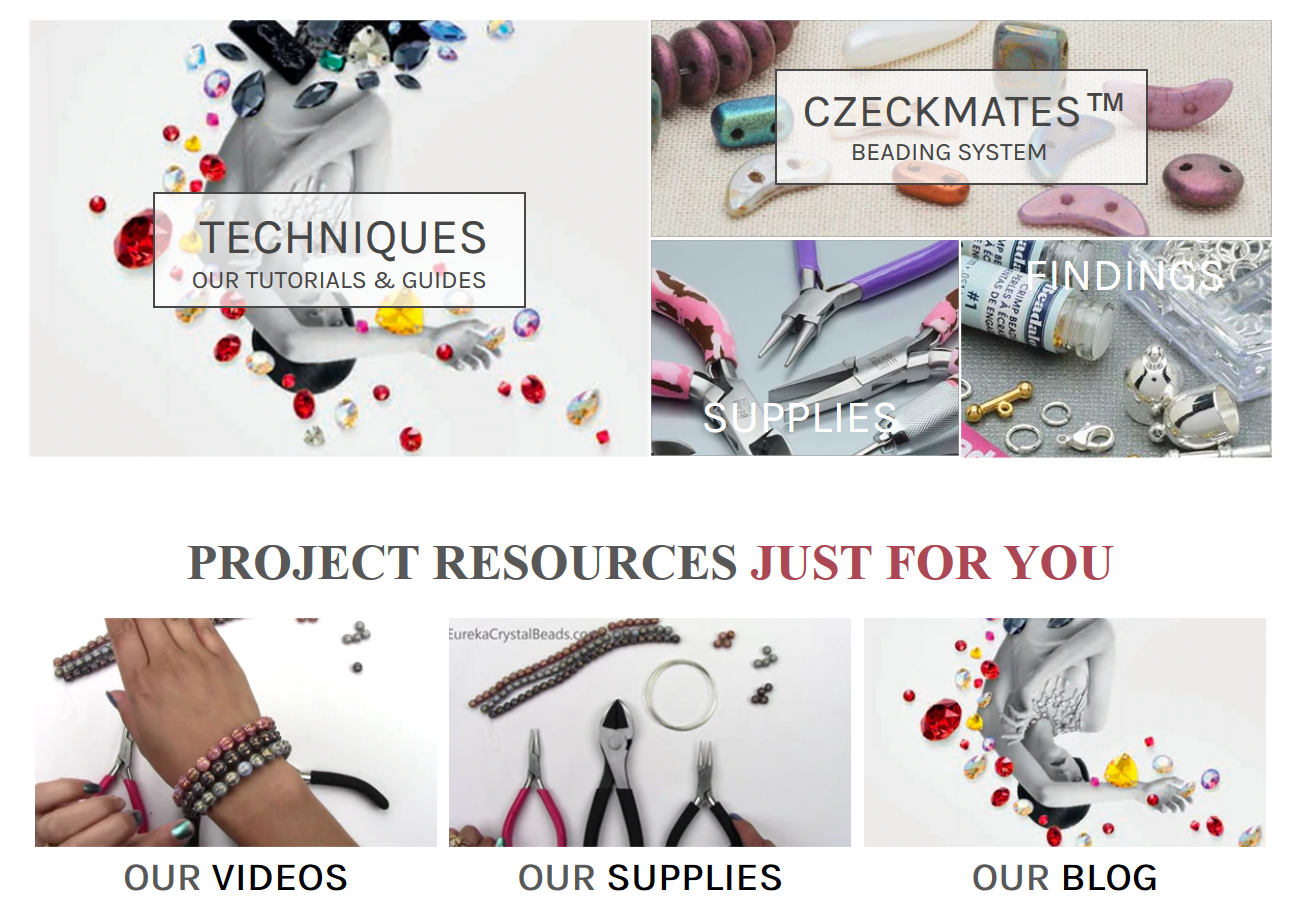 TECHNIQUES
OUR TUTORIALS & GUIDES
CZECKMATES™
BEADING SYSTEM
SUPPLIES
FINDINGS
#1
PROJECT RESOURCES JUST FOR YOU
EurekaCrystalBeads.co
OUR VIDEOS
OUR SUPPLIES
OUR BLOG